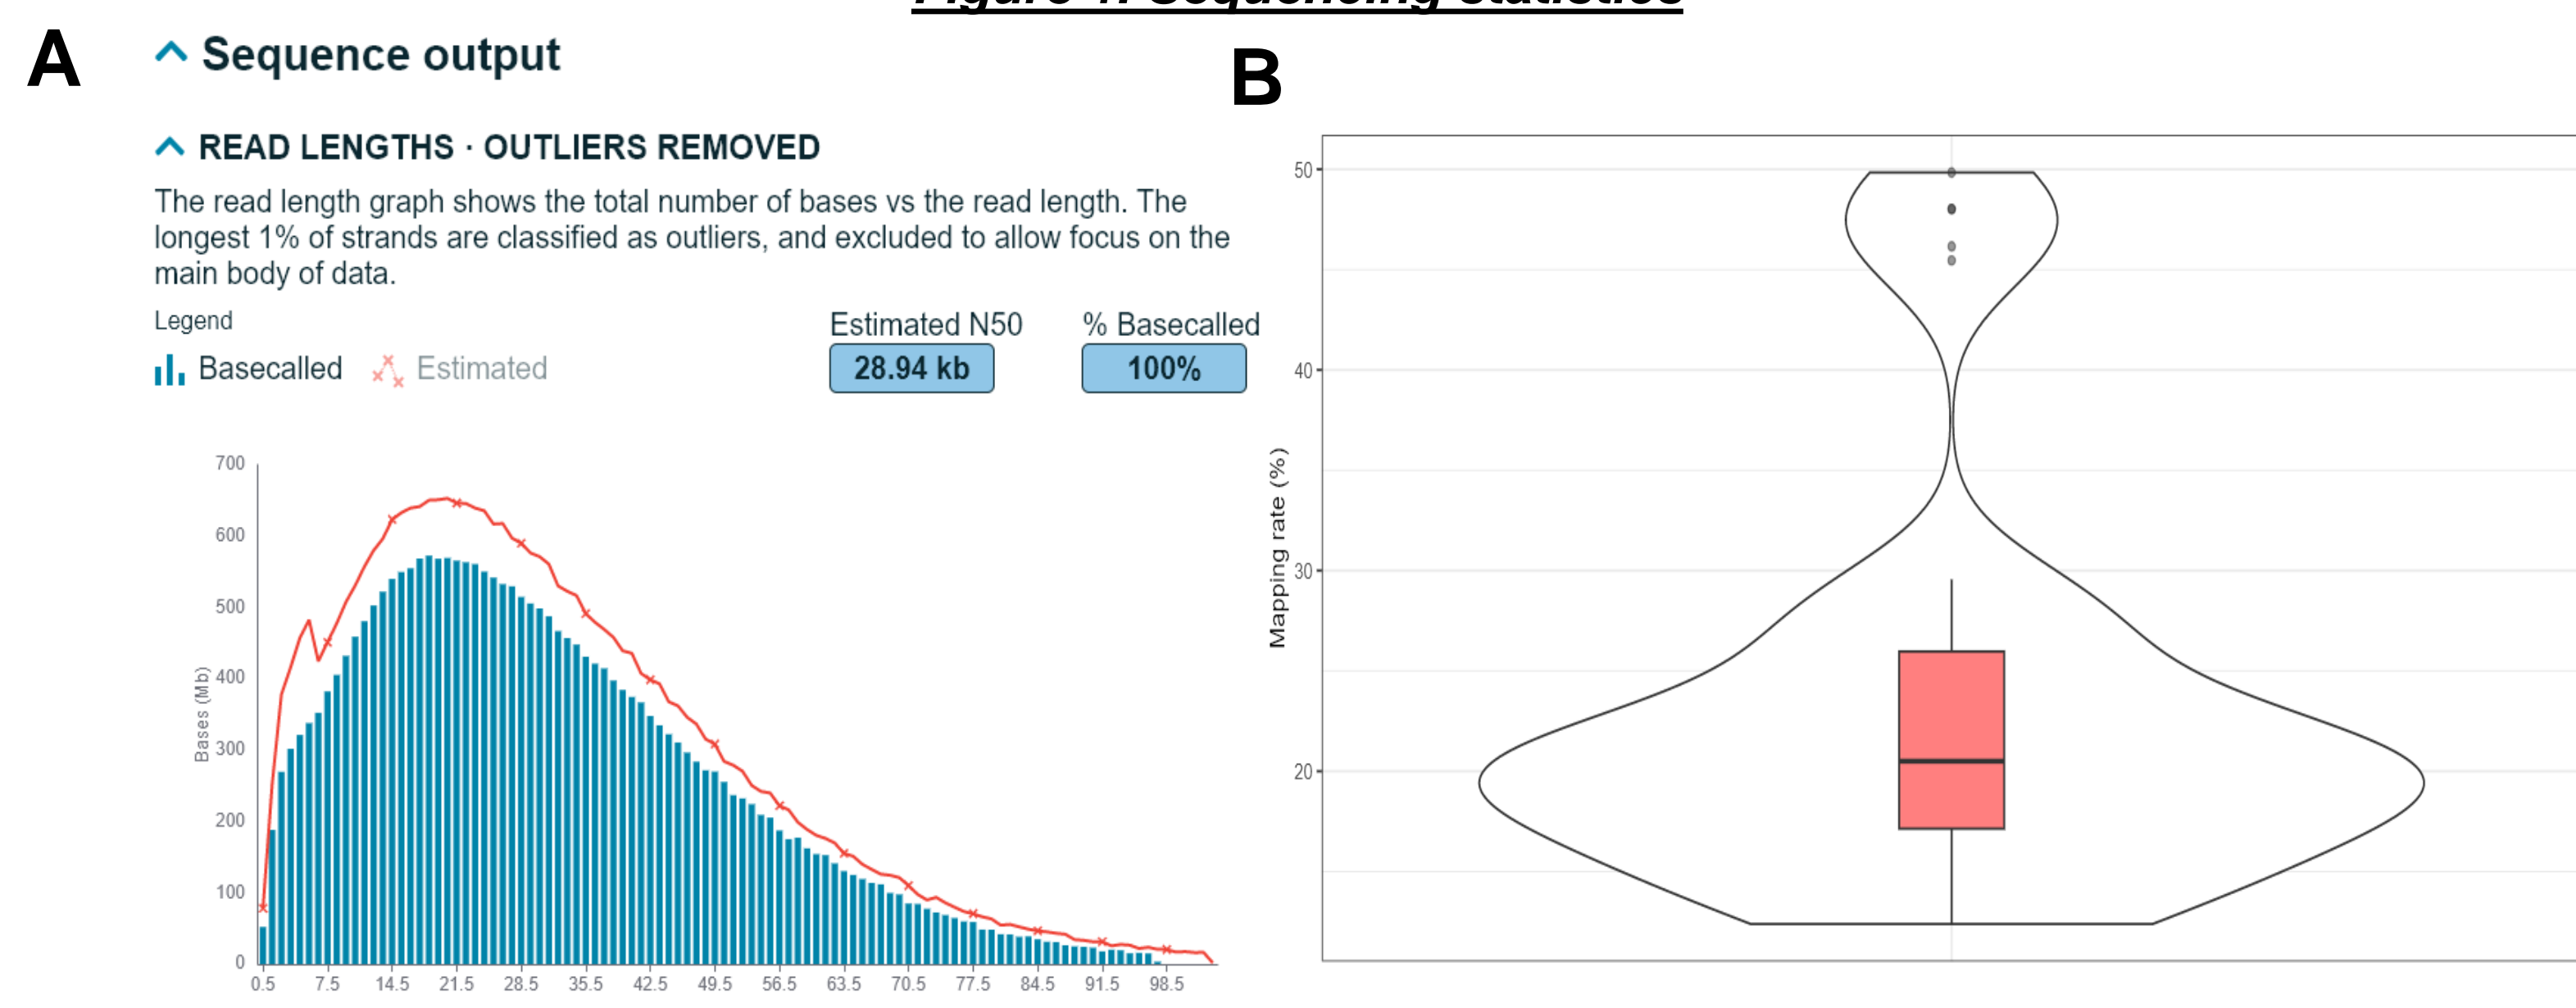 Figure 1: Sequencing statistics
A
Sequence output
READ LENGTHS · OUTLIERS REMOVED
The read length graph shows the total number of bases vs the read length. The
longest 1% of strands are classified as outliers, and excluded to allow focus on the
main body of data.
Legend
Basecalled
Estimated
Estimated N50
28.94 kb
% Basecalled
100%
Bases (Mb)
700
600
500
400
300
200
100
0
0.5 7.5 14.5 21.5 28.5 35.5 42.5 49.5 56.5 63.5 70.5 77.5 84.5 91.5 98.5
B
Mapping rate (%)
50
40
30
20